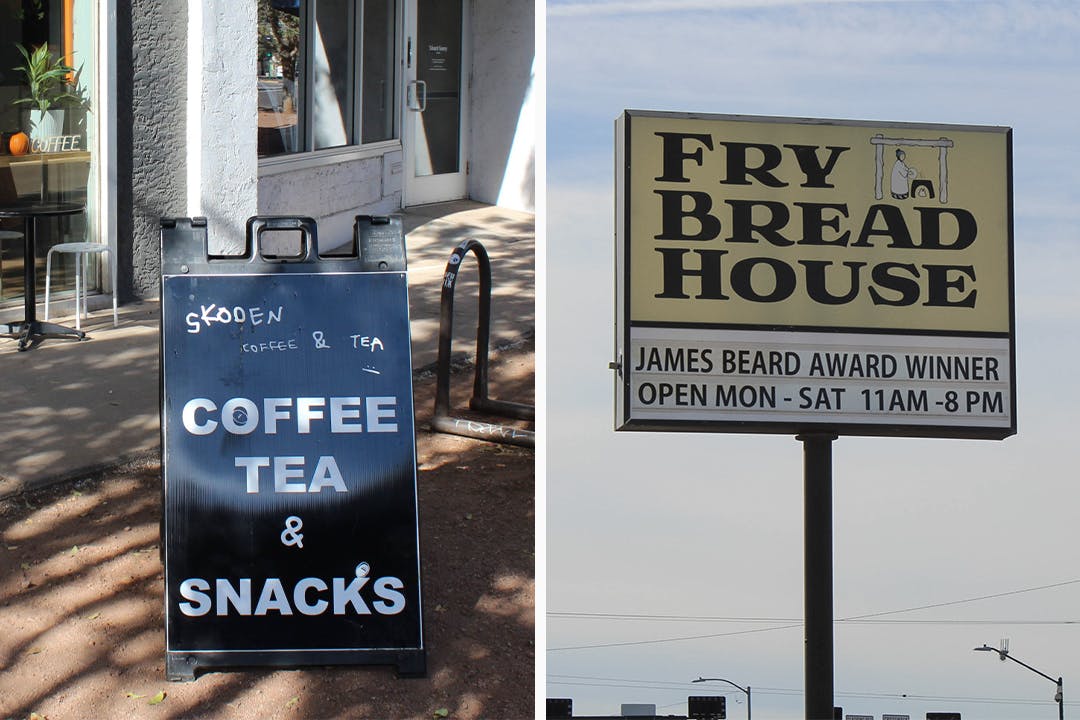 COFFEE
SKODEN
COFFEE & TEA
COFFEE
TEA
&
SNACKS
FRY
BREAD
HOUSE
JAMES BEARD AWARD WINNER
OPEN MON - SAT 11AM -8 PM